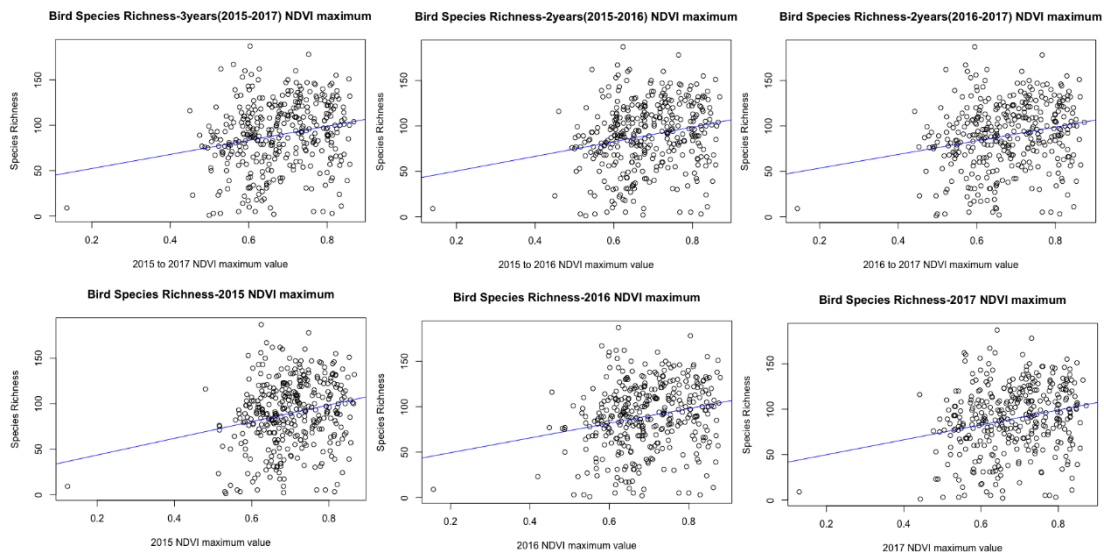 Bird Species Richness-3years(2015-2017) NDVI maximum
Species Richness
150
100
50
0
0.2
0.4
0.6
0.8
2015 to 2017 NDVI maximum value
Bird Species Richness-2years(2015-2016) NDVI maximum
Species Richness
150
100
50
0
0.2
0.4
0.6
0.8
2015 to 2016 NDVI maximum value
Bird Species Richness-2years(2016-2017) NDVI maximum
Species Richness
150
100
50
0
0.2
0.4
0.6
0.8
2016 to 2017 NDVI maximum value
Bird Species Richness-2015 NDVI maximum
Species Richness
150
100
50
0
0.2
0.4
0.6
0.8
2015 NDVI maximum value
Bird Species Richness-2016 NDVI maximum
Species Richness
150
100
50
0
0.2
0.4
0.6
0.8
2016 NDVI maximum value
Bird Species Richness-2017 NDVI maximum
Species Richness
150
100
50
0
0.2
0.4
0.6
0.8
2017 NDVI maximum value